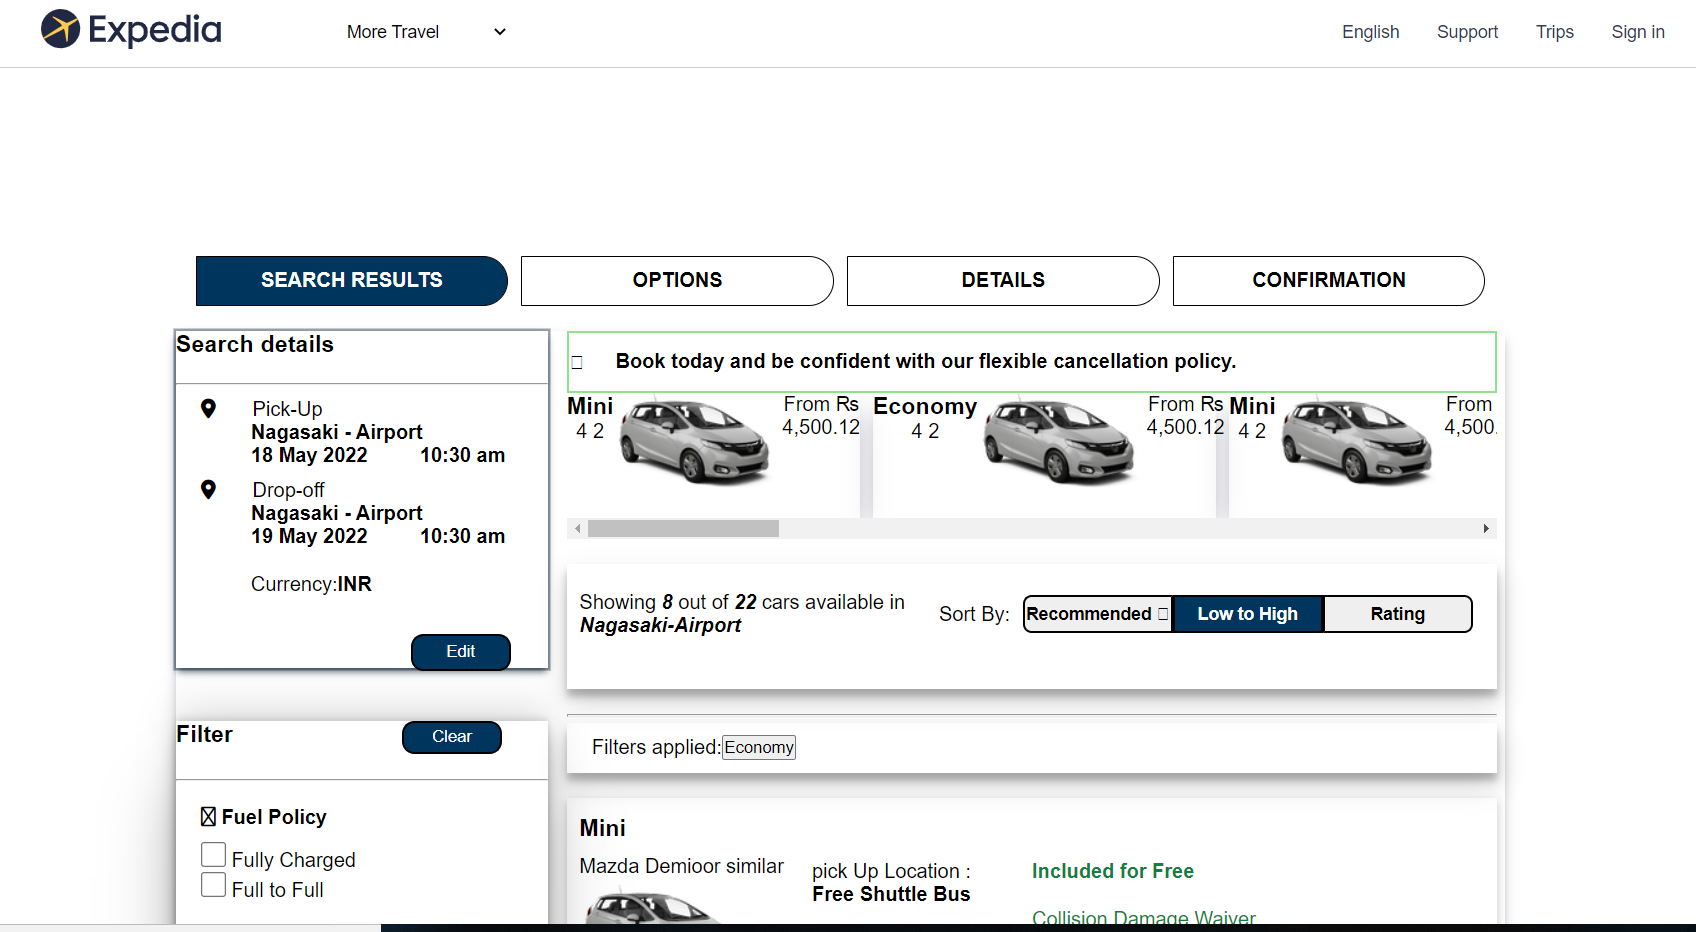 Expedia
More Travel
English Support Trips Sign in
SEARCH RESULTS OPTIONS DETAILS CONFIRMATION
Search details
Pick-Up
Nagasaki - Airport
18 May 2022 10:30 am
Drop-off
Nagasaki - Airport
19 May 2022 10:30 am
Currency:INR
Edit
Filter
Clear
Fuel Policy
Fully Charged
Full to Full
Book today and be confident with our flexible cancellation policy.
Mini
4 2
From Rs
4,500.12
Economy
4 2
From Rs
4,500.12
Mini
4 2
From
4,500.
Showing 8 out of 22 cars available in
Nagasaki-Airport
Sort By: Recommended Low to High Rating
Filters applied: Economy
Mini
Mazda Demioor similar
pick Up Location :
Free Shuttle Bus
Included for Free
Collision Damage Waiver